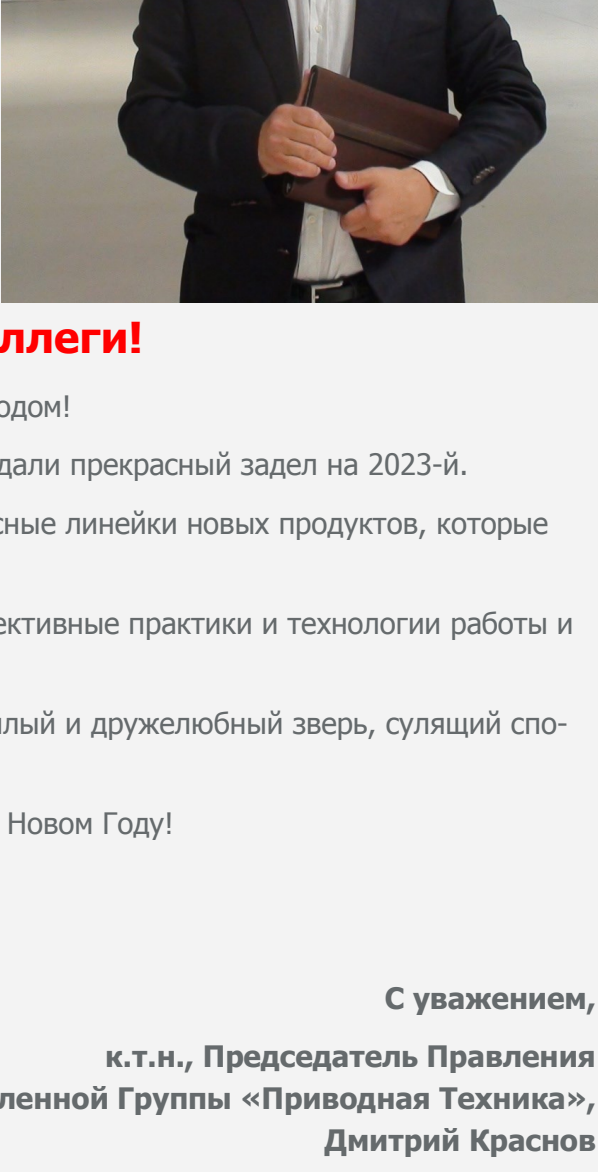 ллеги!
одом!
дали прекрасный задел на 2023-й.
сные линейки новых продуктов, которые
ективные практики и технологии работы и
илый и дружелюбный зверь, сулящий спо-
Новом Году!
С уважением,
к.т.н., Председатель Правления
ленной Группы «Приводная Техника»,
Дмитрий Краснов